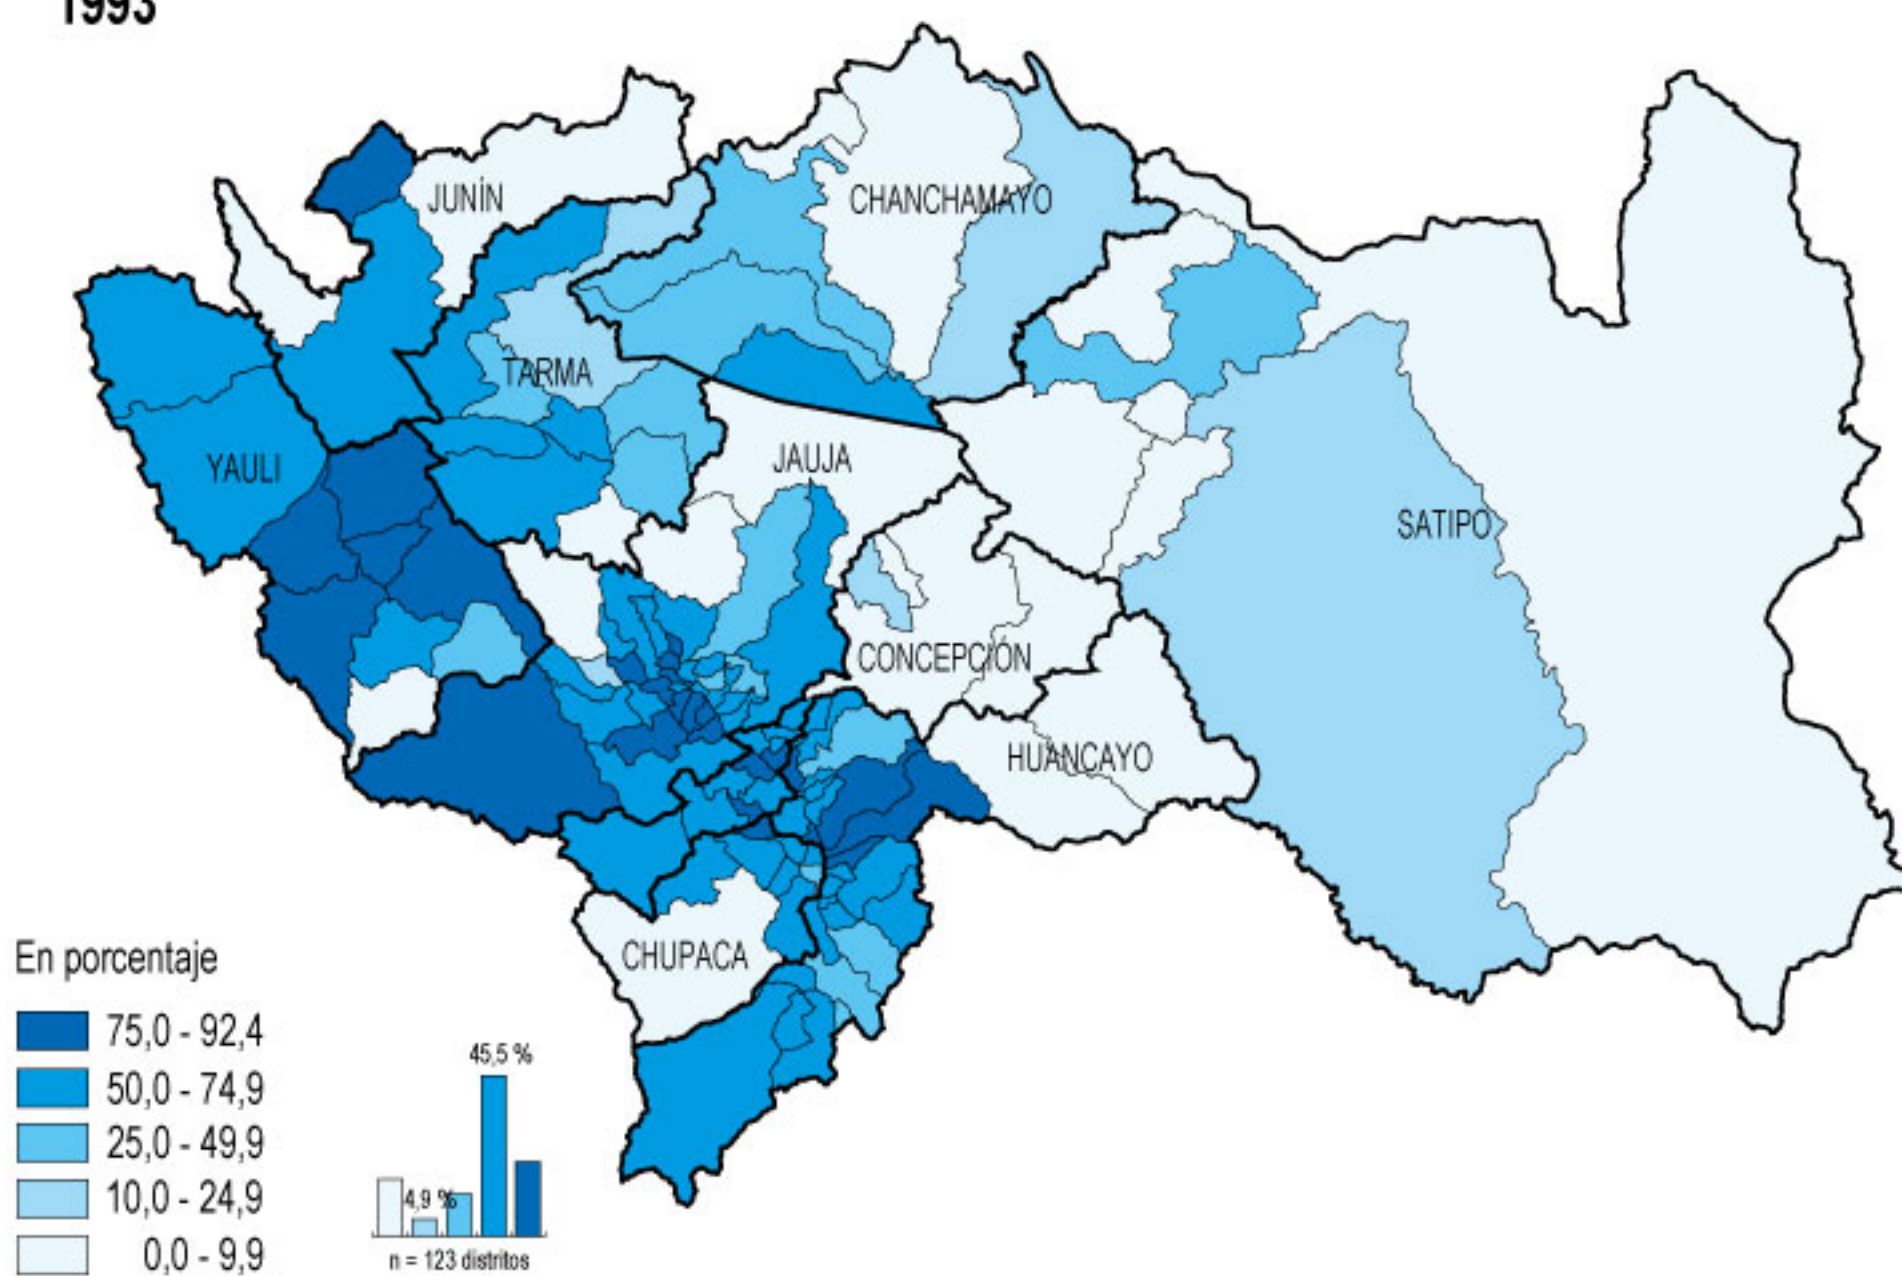 1993
JUNÍN
CHANCHAMAYO
TARMA
YAULI
JAUJA
SATIPO
CONCEPCIÓN
HUANCAYO
CHUPACA
En porcentaje
75,0 - 92,4
50,0 - 74,9
25,0 - 49,9
10,0 - 24,9
0,0 - 9,9
45,5 %
4,9 %
n = 123 distritos